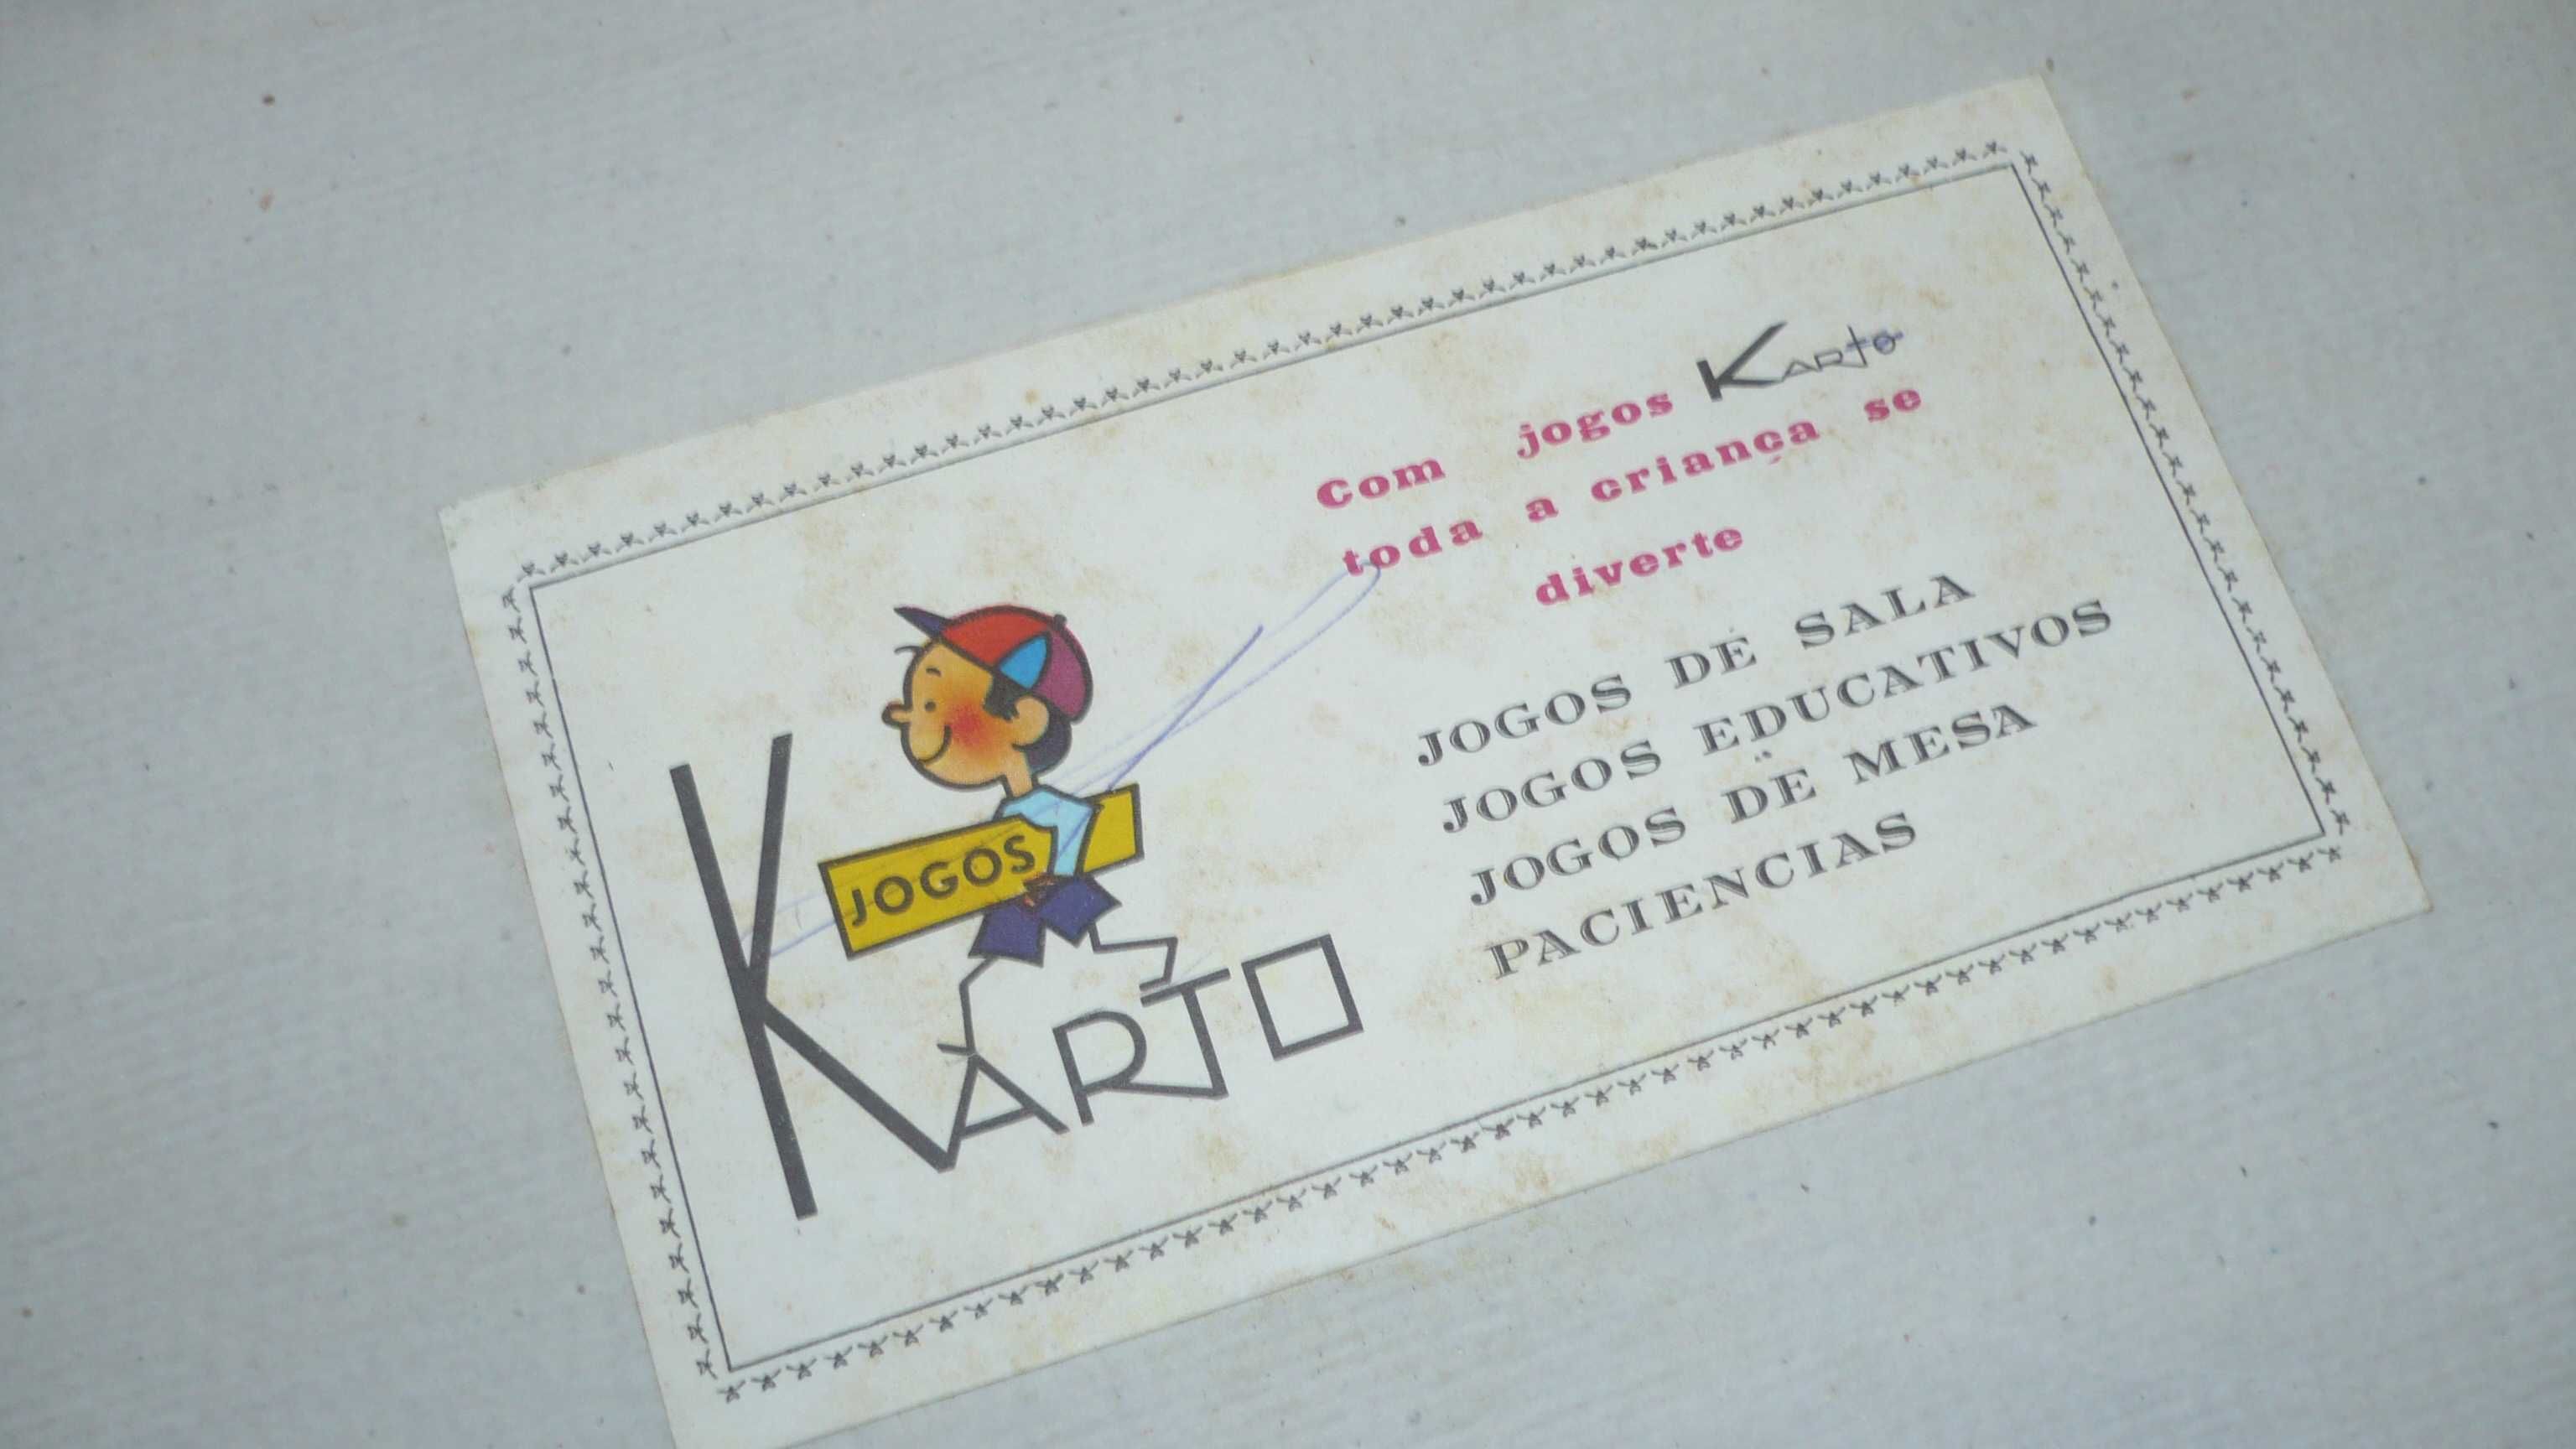 Com jogos KARTO
toda a criança se
diverte
JOGOS
KARTO
JOGOS DE SALA
JOGOS EDUCATIVOS
JOGOS DE MESA
PACIENCIAS